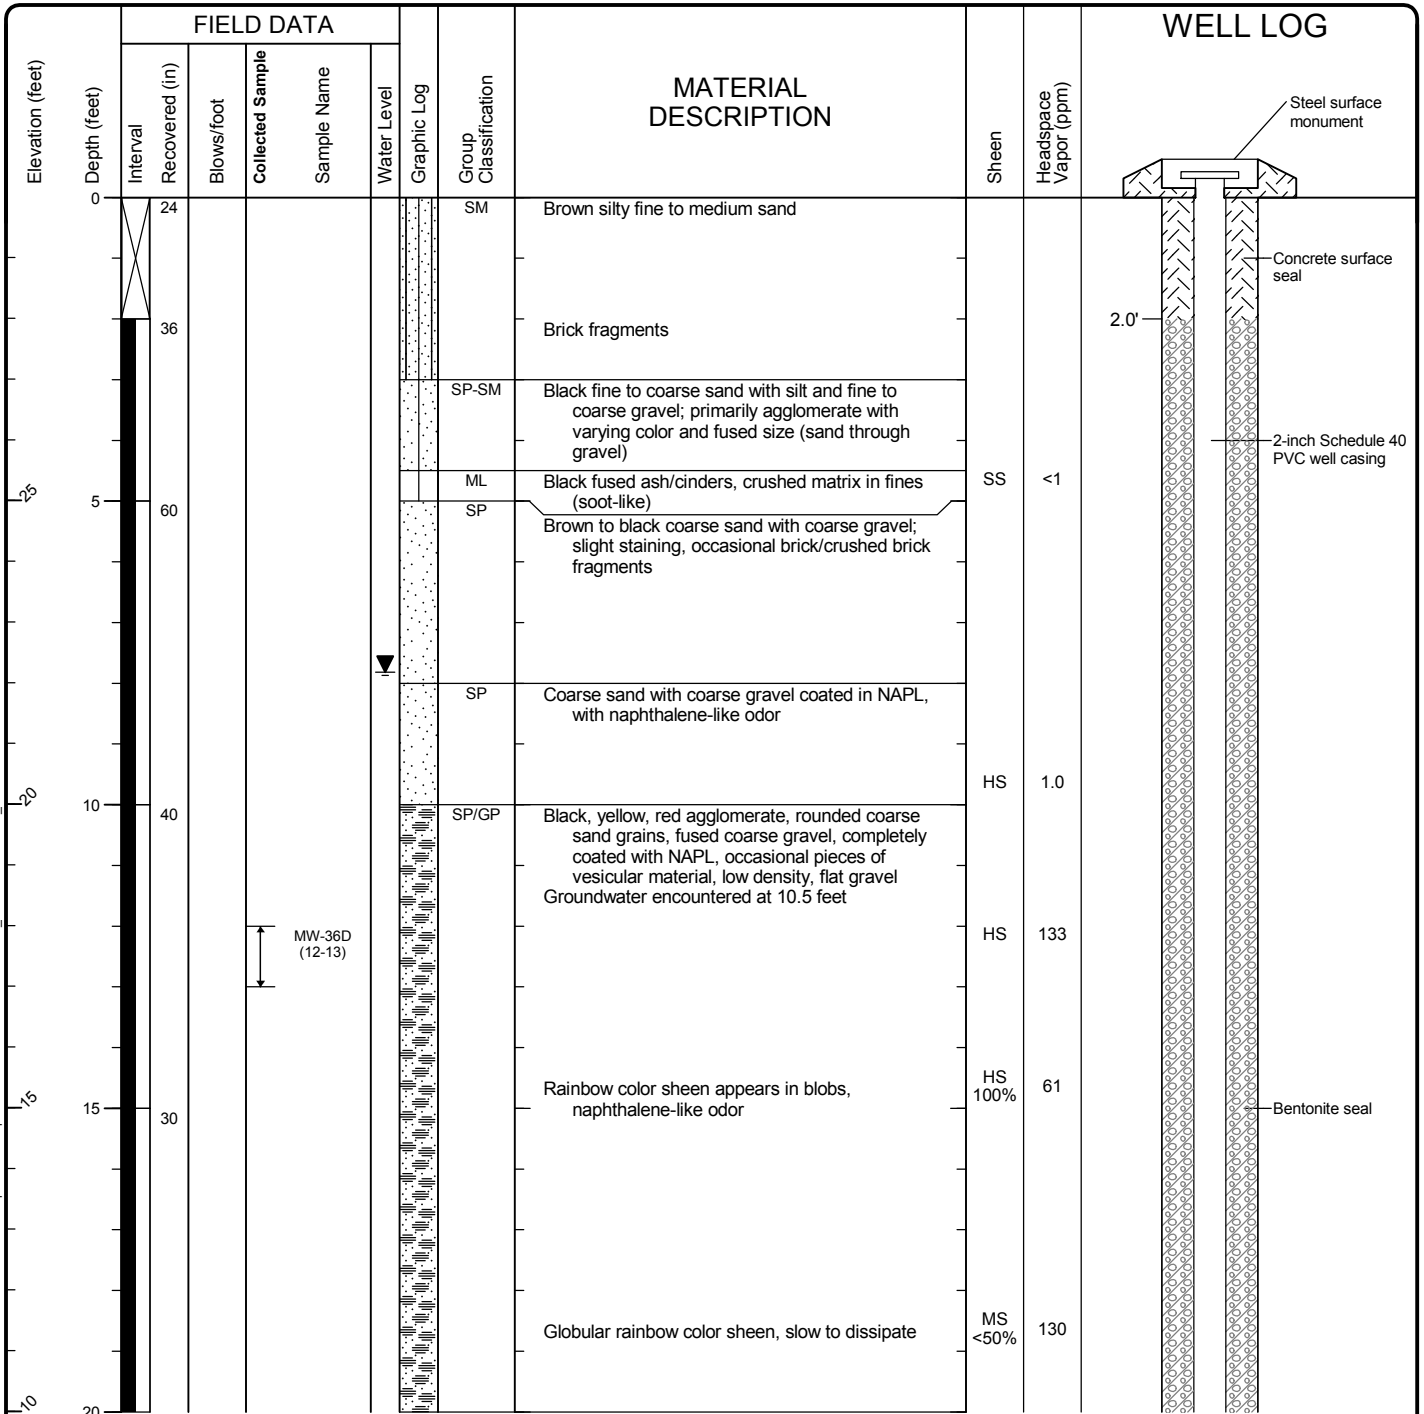 FIELD DATA
WELL LOG
Elevation (feet)
Depth (feet)
Interval
Recovered (in)
Blows/foot
Collected Sample
Sample Name
Water Level
Graphic Log
Group
Classification
MATERIAL
DESCRIPTION
Sheen
Headspace
Vapor (ppm)
Steel surface
monument
0
24
SM
Brown silty fine to medium sand
Concrete surface
seal
36
Brick fragments
2.0'
SP-SM
Black fine to coarse sand with silt and fine to
coarse gravel; primarily agglomerate with
varying color and fused size (sand through
gravel)
2-inch Schedule 40
PVC well casing
ML
Black fused ash/cinders, crushed matrix in fines
(soot-like)
SS
<1
25
5
60
SP
Brown to black coarse sand with coarse gravel;
slight staining, occasional brick/crushed brick
fragments
SP
Coarse sand with coarse gravel coated in NAPL,
with naphthalene-like odor
HS
1.0
20
10
40
SP/GP
Black, yellow, red agglomerate, rounded coarse
sand grains, fused coarse gravel, completely
coated with NAPL, occasional pieces of
vesicular material, low density, flat gravel
Groundwater encountered at 10.5 feet
MW-36D
(12-13)
HS
133
Rainbow color sheen appears in blobs,
naphthalene-like odor
HS
100%
61
15
15
30
Bentonite seal
Globular rainbow color sheen, slow to dissipate
MS
<50%
130
10
20